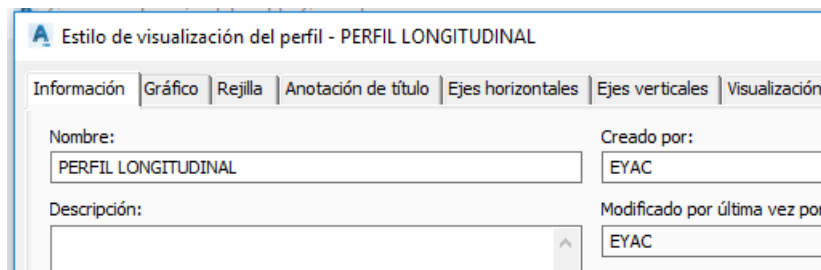 Estilo de visualización del perfil - PERFIL LONGITUDINAL
Información Gráfico Rejilla Anotación de título Ejes horizontales Ejes verticales Visualización
Nombre: Creado por:
PERFIL LONGITUDINAL EYAC
Descripción: Modificado por última vez por
EYAC